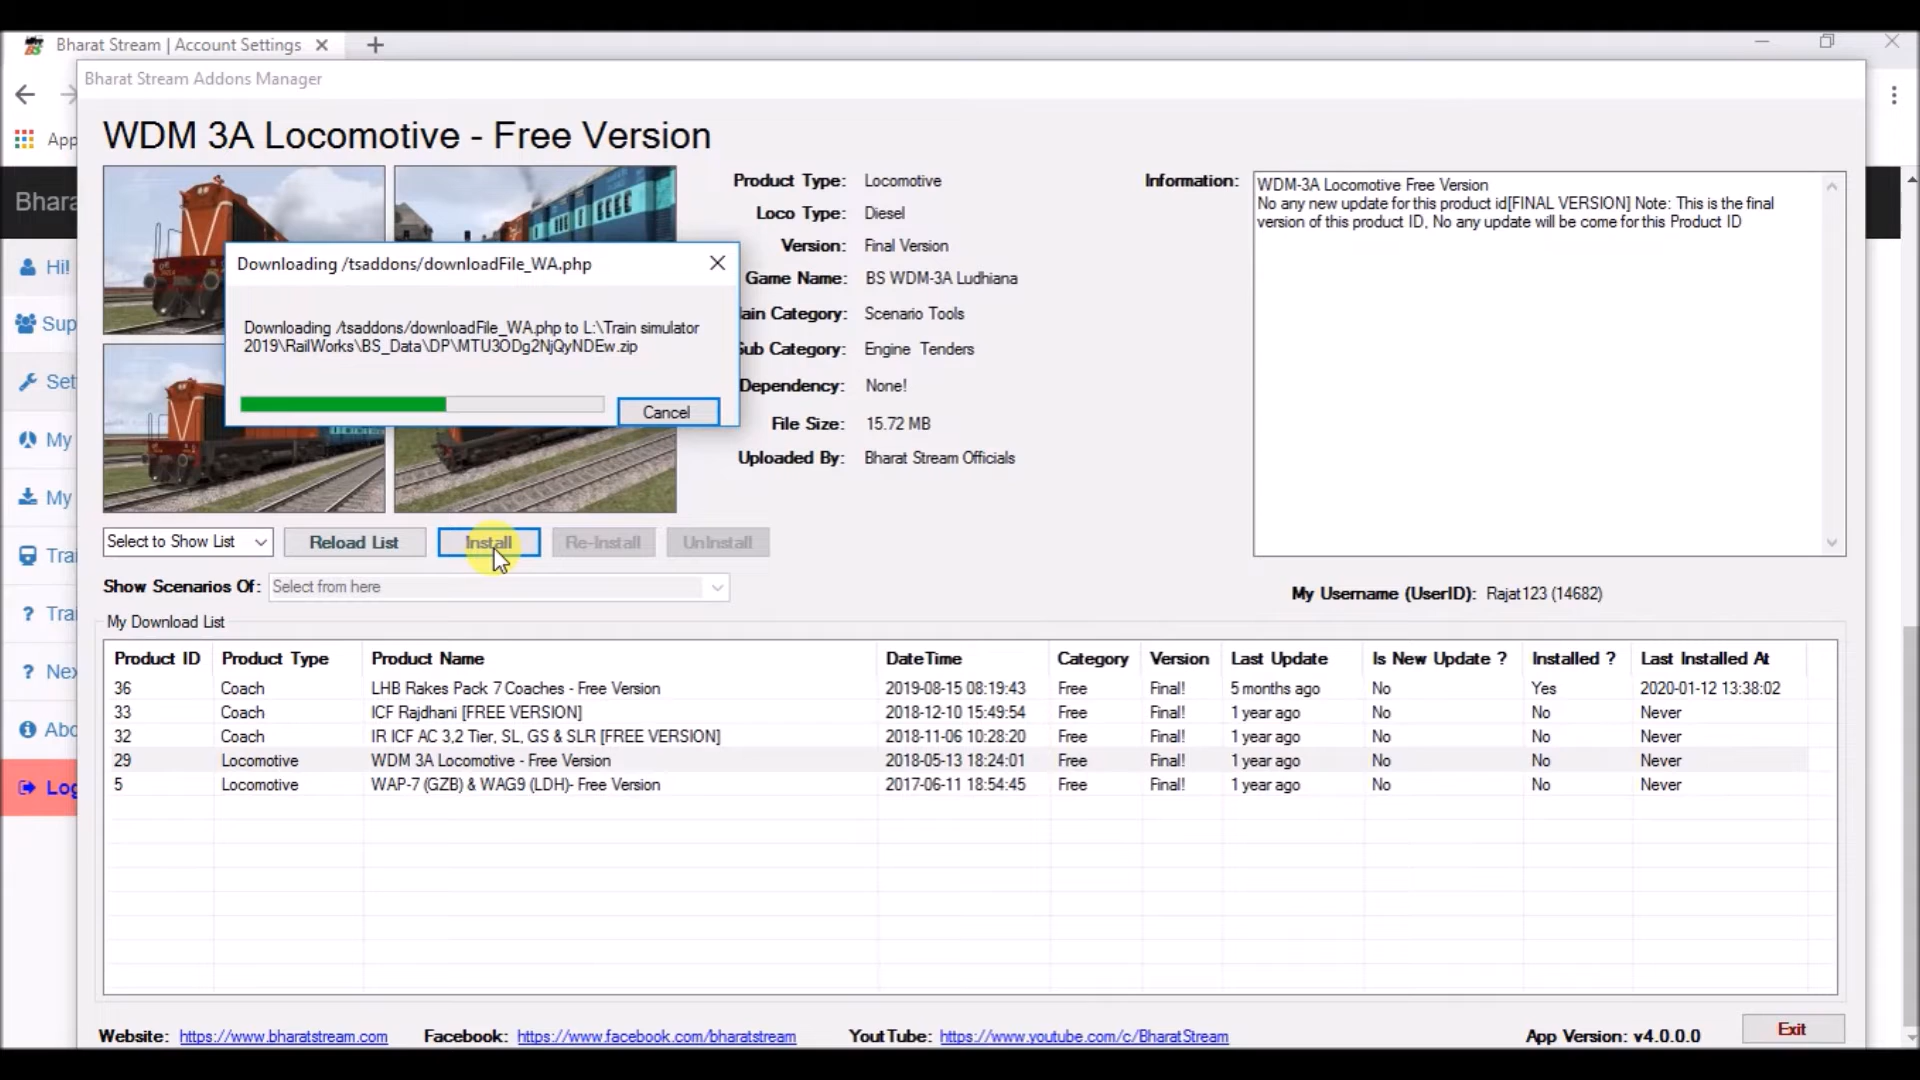 Bharat Stream | Account Settings
Bharat Stream Addons Manager
App
WDM 3A Locomotive - Free Version
Bhara
Hi!
Sup
Set
My
My
Trai
Trai
Nex
Abo
Log
Downloading /tsaddons/downloadFile_WA.php
Downloading /tsaddons/downloadFile_WA.php to L:\Train simulator
2019\RailWorks\BS_Data\DP\MTU3ODg2NjQyNDEw.zip
Cancel
Product Type: Locomotive
Loco Type: Diesel
Version: Final Version
Game Name: BS WDM-3A Ludhiana
ain Category: Scenario Tools
Sub Category: Engine Tenders
Dependency: None!
File Size: 15.72 MB
Uploaded By: Bharat Stream Officials
Information:
WDM-3A Locomotive Free Version
No any new update for this product id[FINAL VERSION] Note: This is the final
version of this product ID, No any update will be come for this Product ID
Select to Show List Reload List Install Re-Install UnInstall
Show Scenarios Of: Select from here
My Username (UserID): Rajat123 (14682)
My Download List
Product ID Product Type Product Name DateTime Category Version Last Update Is New Update ? Installed ? Last Installed At
36 Coach LHB Rakes Pack 7 Coaches - Free Version 2019-08-15 08:19:43 Free Final! 5 months ago No Yes 2020-01-12 13:38:02
33 Coach ICF Rajdhani [FREE VERSION] 2018-12-10 15:49:54 Free Final! 1 year ago No No Never
32 Coach IR ICF AC 3,2 Tier, SL, GS & SLR [FREE VERSION] 2018-11-06 10:28:20 Free Final! 1 year ago No No Never
29 Locomotive WDM 3A Locomotive - Free Version 2018-05-13 18:24:01 Free Final! 1 year ago No No Never
5 Locomotive WAP-7 (GZB) & WAG9 (LDH)- Free Version 2017-06-11 18:54:45 Free Final! 1 year ago No No Never
Website: https://www.bharatstream.com Facebook: https://www.facebook.com/bharatstream YoutTube: https://www.youtube.com/c/BharatStream App Version: v4.0.0.0 Exit